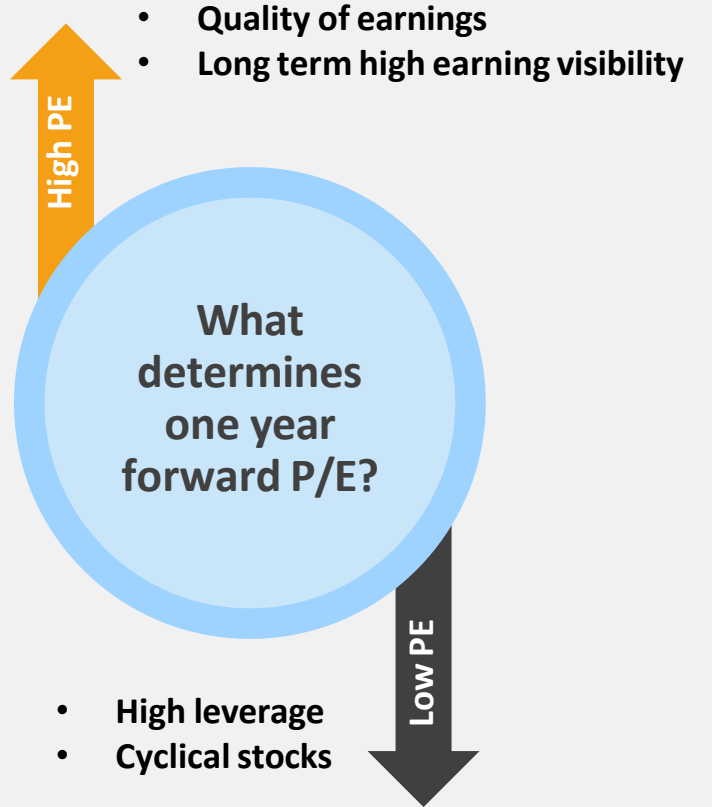 • Quality of earnings
• Long term high earning visibility
High PE
What
determines
one year
forward P/E?
Low PE
• High leverage
• Cyclical stocks